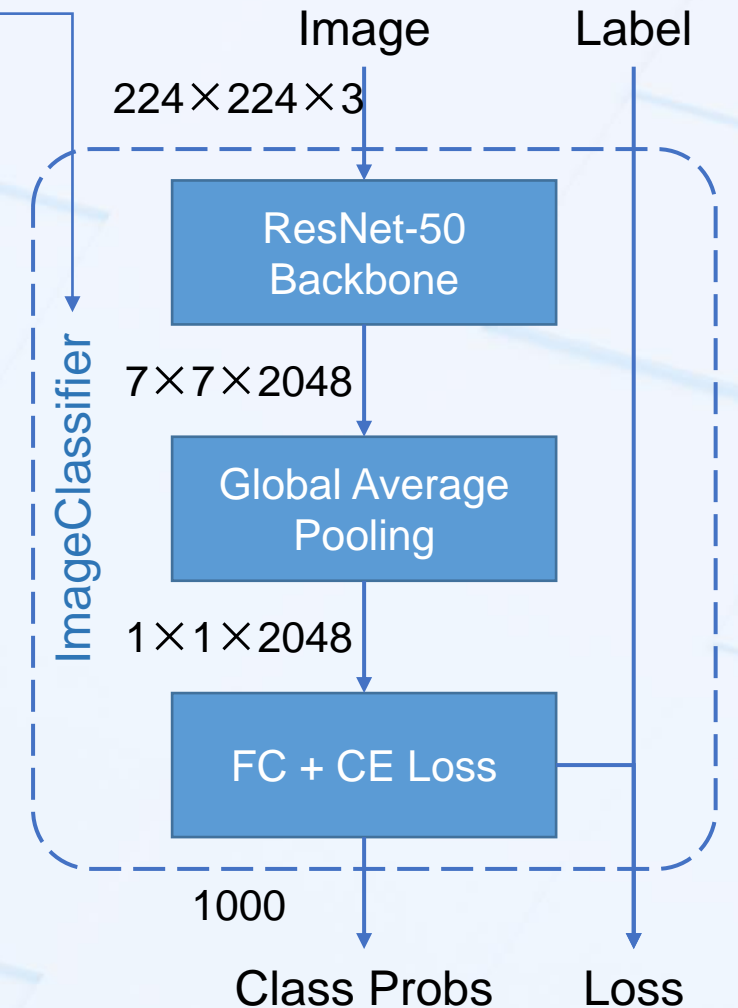 Image
Label
224×224×3
ResNet-50
Backbone
ImageClassifier
7×7×2048
Global Average
Pooling
1×1×2048
FC + CE Loss
1000
Class Probs
Loss